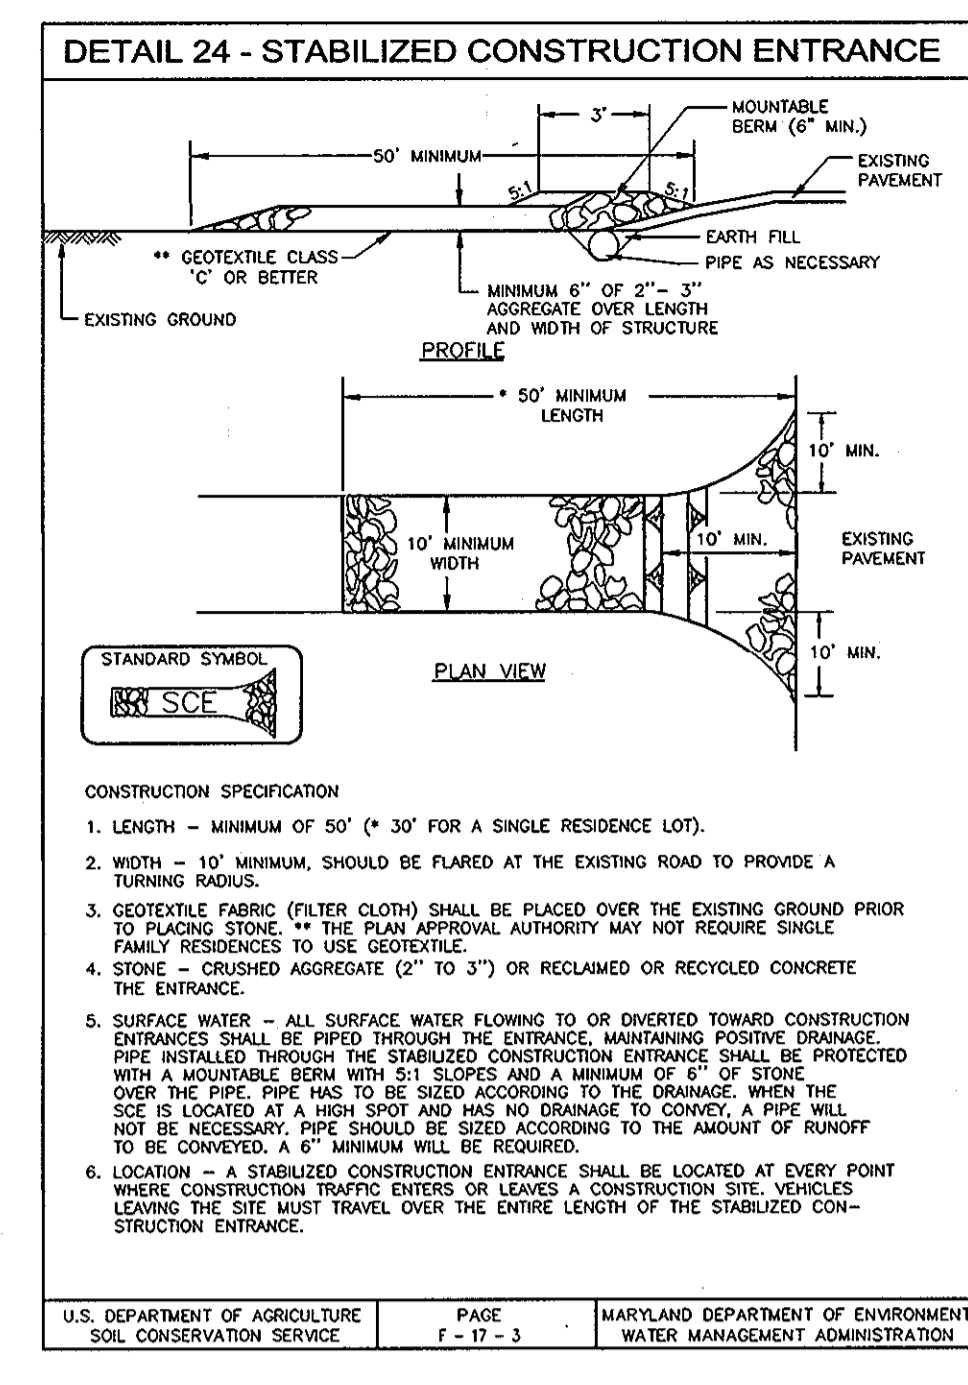 DETAIL 24 - STABILIZED CONSTRUCTION ENTRANCE
3'
MOUNTABLE
BERM (6" MIN.)
50' MINIMUM
5:1
5:1
EXISTING
PAVEMENT
** GEOTEXTILE CLASS
'C' OR BETTER
EARTH FILL
PIPE AS NECESSARY
MINIMUM 6" OF 2"- 3"
AGGREGATE OVER LENGTH
AND WIDTH OF STRUCTURE
EXISTING GROUND
PROFILE
* 50' MINIMUM
LENGTH
10' MIN.
10' MINIMUM
WIDTH
10' MIN.
EXISTING
PAVEMENT
10' MIN.
STANDARD SYMBOL
SCE
PLAN VIEW
CONSTRUCTION SPECIFICATION
1. LENGTH – MINIMUM OF 50' (* 30' FOR A SINGLE RESIDENCE LOT).
2. WIDTH – 10' MINIMUM, SHOULD BE FLARED AT THE EXISTING ROAD TO PROVIDE A
TURNING RADIUS.
3. GEOTEXTILE FABRIC (FILTER CLOTH) SHALL BE PLACED OVER THE EXISTING GROUND PRIOR
TO PLACING STONE. ** THE PLAN APPROVAL AUTHORITY MAY NOT REQUIRE SINGLE
FAMILY RESIDENCES TO USE GEOTEXTILE.
4. STONE – CRUSHED AGGREGATE (2" TO 3") OR RECLAIMED OR RECYCLED CONCRETE
THE ENTRANCE.
5. SURFACE WATER – ALL SURFACE WATER FLOWING TO OR DIVERTED TOWARD CONSTRUCTION
ENTRANCES SHALL BE PIPED THROUGH THE ENTRANCE, MAINTAINING POSITIVE DRAINAGE.
PIPE INSTALLED THROUGH THE STABILIZED CONSTRUCTION ENTRANCE SHALL BE PROTECTED
WITH A MOUNTABLE BERM WITH 5:1 SLOPES AND A MINIMUM OF 6" OF STONE
OVER THE PIPE. PIPE HAS TO BE SIZED ACCORDING TO THE DRAINAGE. WHEN THE
SCE IS LOCATED AT A HIGH SPOT AND HAS NO DRAINAGE TO CONVEY, A PIPE WILL
NOT BE NECESSARY. PIPE SHOULD BE SIZED ACCORDING TO THE AMOUNT OF RUNOFF
TO BE CONVEYED. A 6" MINIMUM WILL BE REQUIRED.
6. LOCATION – A STABILIZED CONSTRUCTION ENTRANCE SHALL BE LOCATED AT EVERY POINT
WHERE CONSTRUCTION TRAFFIC ENTERS OR LEAVES A CONSTRUCTION SITE. VEHICLES
LEAVING THE SITE MUST TRAVEL OVER THE ENTIRE LENGTH OF THE STABILIZED CON–
STRUCTION ENTRANCE.
U.S. DEPARTMENT OF AGRICULTURE
SOIL CONSERVATION SERVICE
PAGE
F – 17 – 3
MARYLAND DEPARTMENT OF ENVIRONMENT
WATER MANAGEMENT ADMINISTRATION